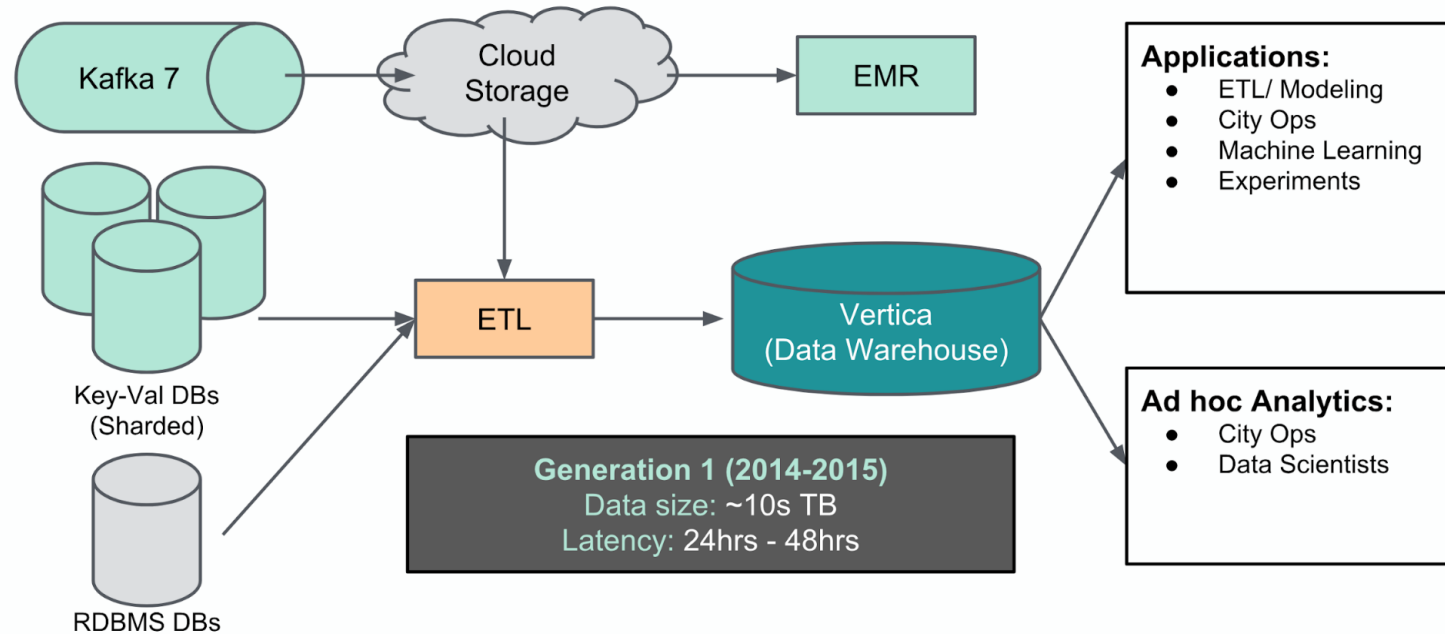 Kafka 7
Cloud
Storage
EMR
Applications:
● ETL/ Modeling
● City Ops
● Machine Learning
● Experiments
Key-Val DBs
(Sharded)
ETL
Vertica
(Data Warehouse)
Ad hoc Analytics:
● City Ops
● Data Scientists
Generation 1 (2014-2015)
Data size: ~10s TB
Latency: 24hrs - 48hrs
RDBMS DBs